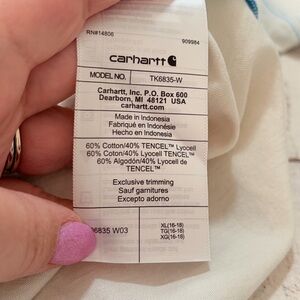 RN#14806
909984
carhartt
MODEL NO. TK6835-W
Carhartt, Inc. P.O. Box 600
Dearborn, MI 48121 USA
carhartt.com
Made in Indonesia
Fabriqué en Indonésie
Hecho en Indonesia
60% Cotton/40% TENCEL™ Lyocell
60% Coton/40% Lyocell TENCEL™
60% Algodón/40% Lyocell de
TENCEL™
Exclusive trimming
Sauf garnitures
Excepto adorno
6835 W03
XL(16-18)
TG(16-18)
XG(16-18)